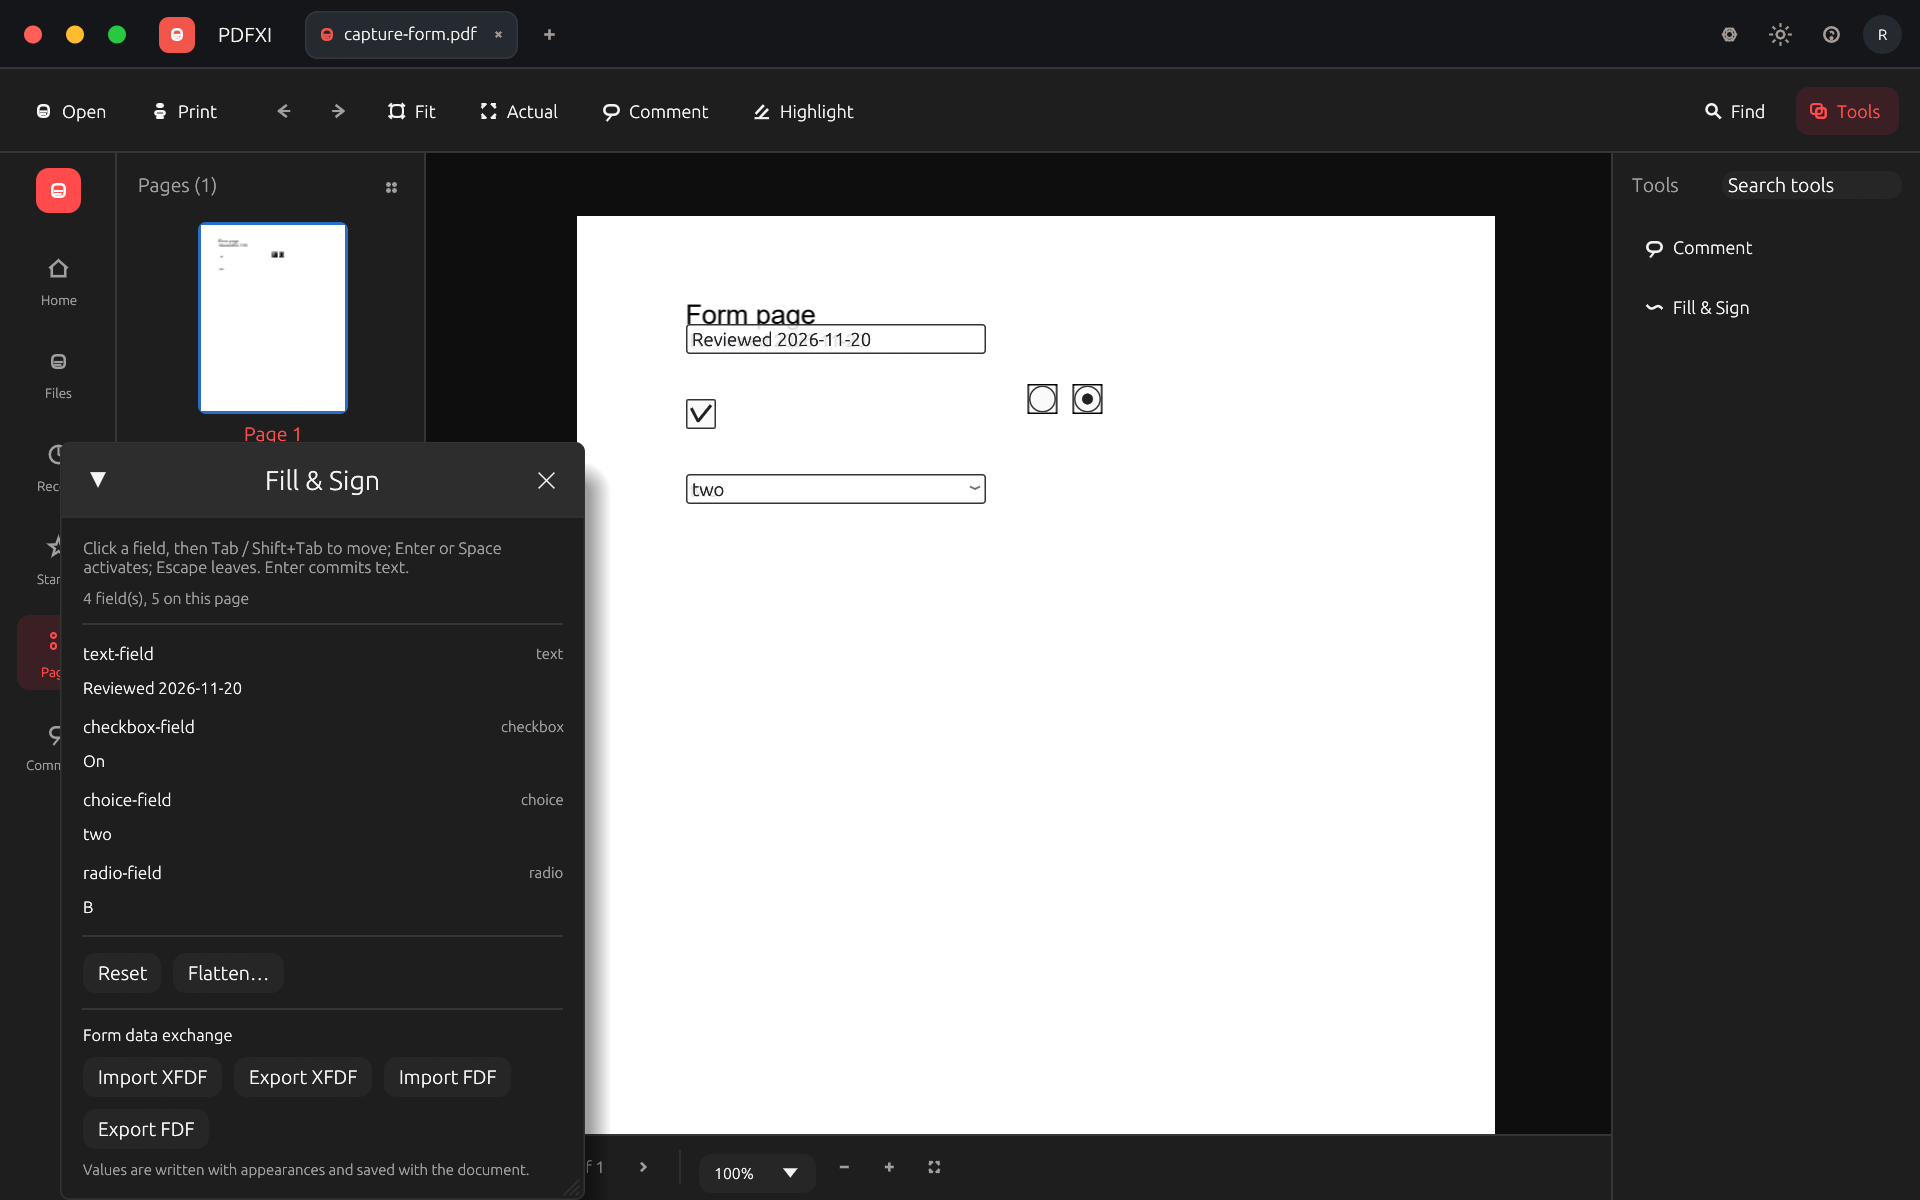 PDFXI
capture-form.pdf
R
Open
Print
Fit
Actual
Comment
Highlight
Find
Tools
Home
Files
Pages (1)
Page 1
Fill & Sign
Click a field, then Tab / Shift+Tab to move; Enter or Space
activates; Escape leaves. Enter commits text.
4 field(s), 5 on this page
text-field text
Reviewed 2026-11-20
checkbox-field checkbox
On
choice-field choice
two
radio-field radio
B
Reset
Flatten...
Form data exchange
Import XFDF
Export XFDF
Import FDF
Export FDF
Values are written with appearances and saved with the document.
Form page
Reviewed 2026-11-20
two
1
100%
Tools
Search tools
Comment
Fill & Sign